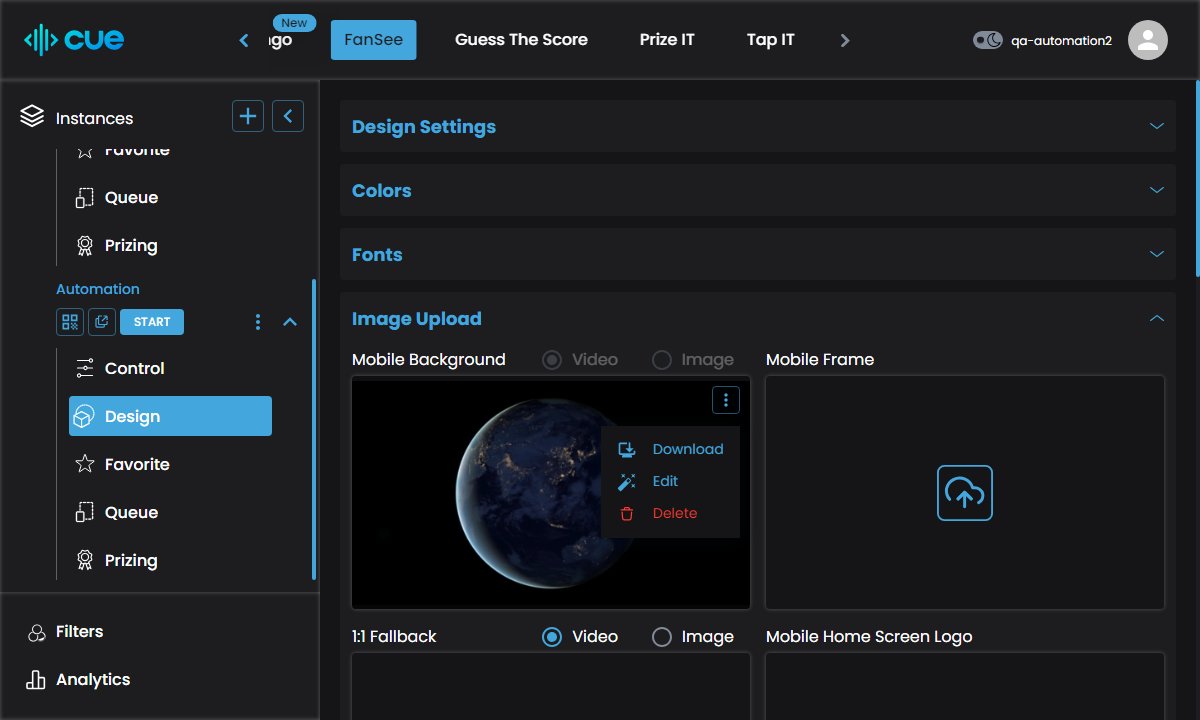 cue
New
FanSee
Guess The Score
Prize IT
Tap IT
qa-automation2
Instances
Favorite
Queue
Prizing
Automation
START
Control
Design
Favorite
Queue
Prizing
Filters
Analytics
Design Settings
Colors
Fonts
Image Upload
Mobile Background
Video
Image
Mobile Frame
Download
Edit
Delete
1:1 Fallback
Video
Image
Mobile Home Screen Logo